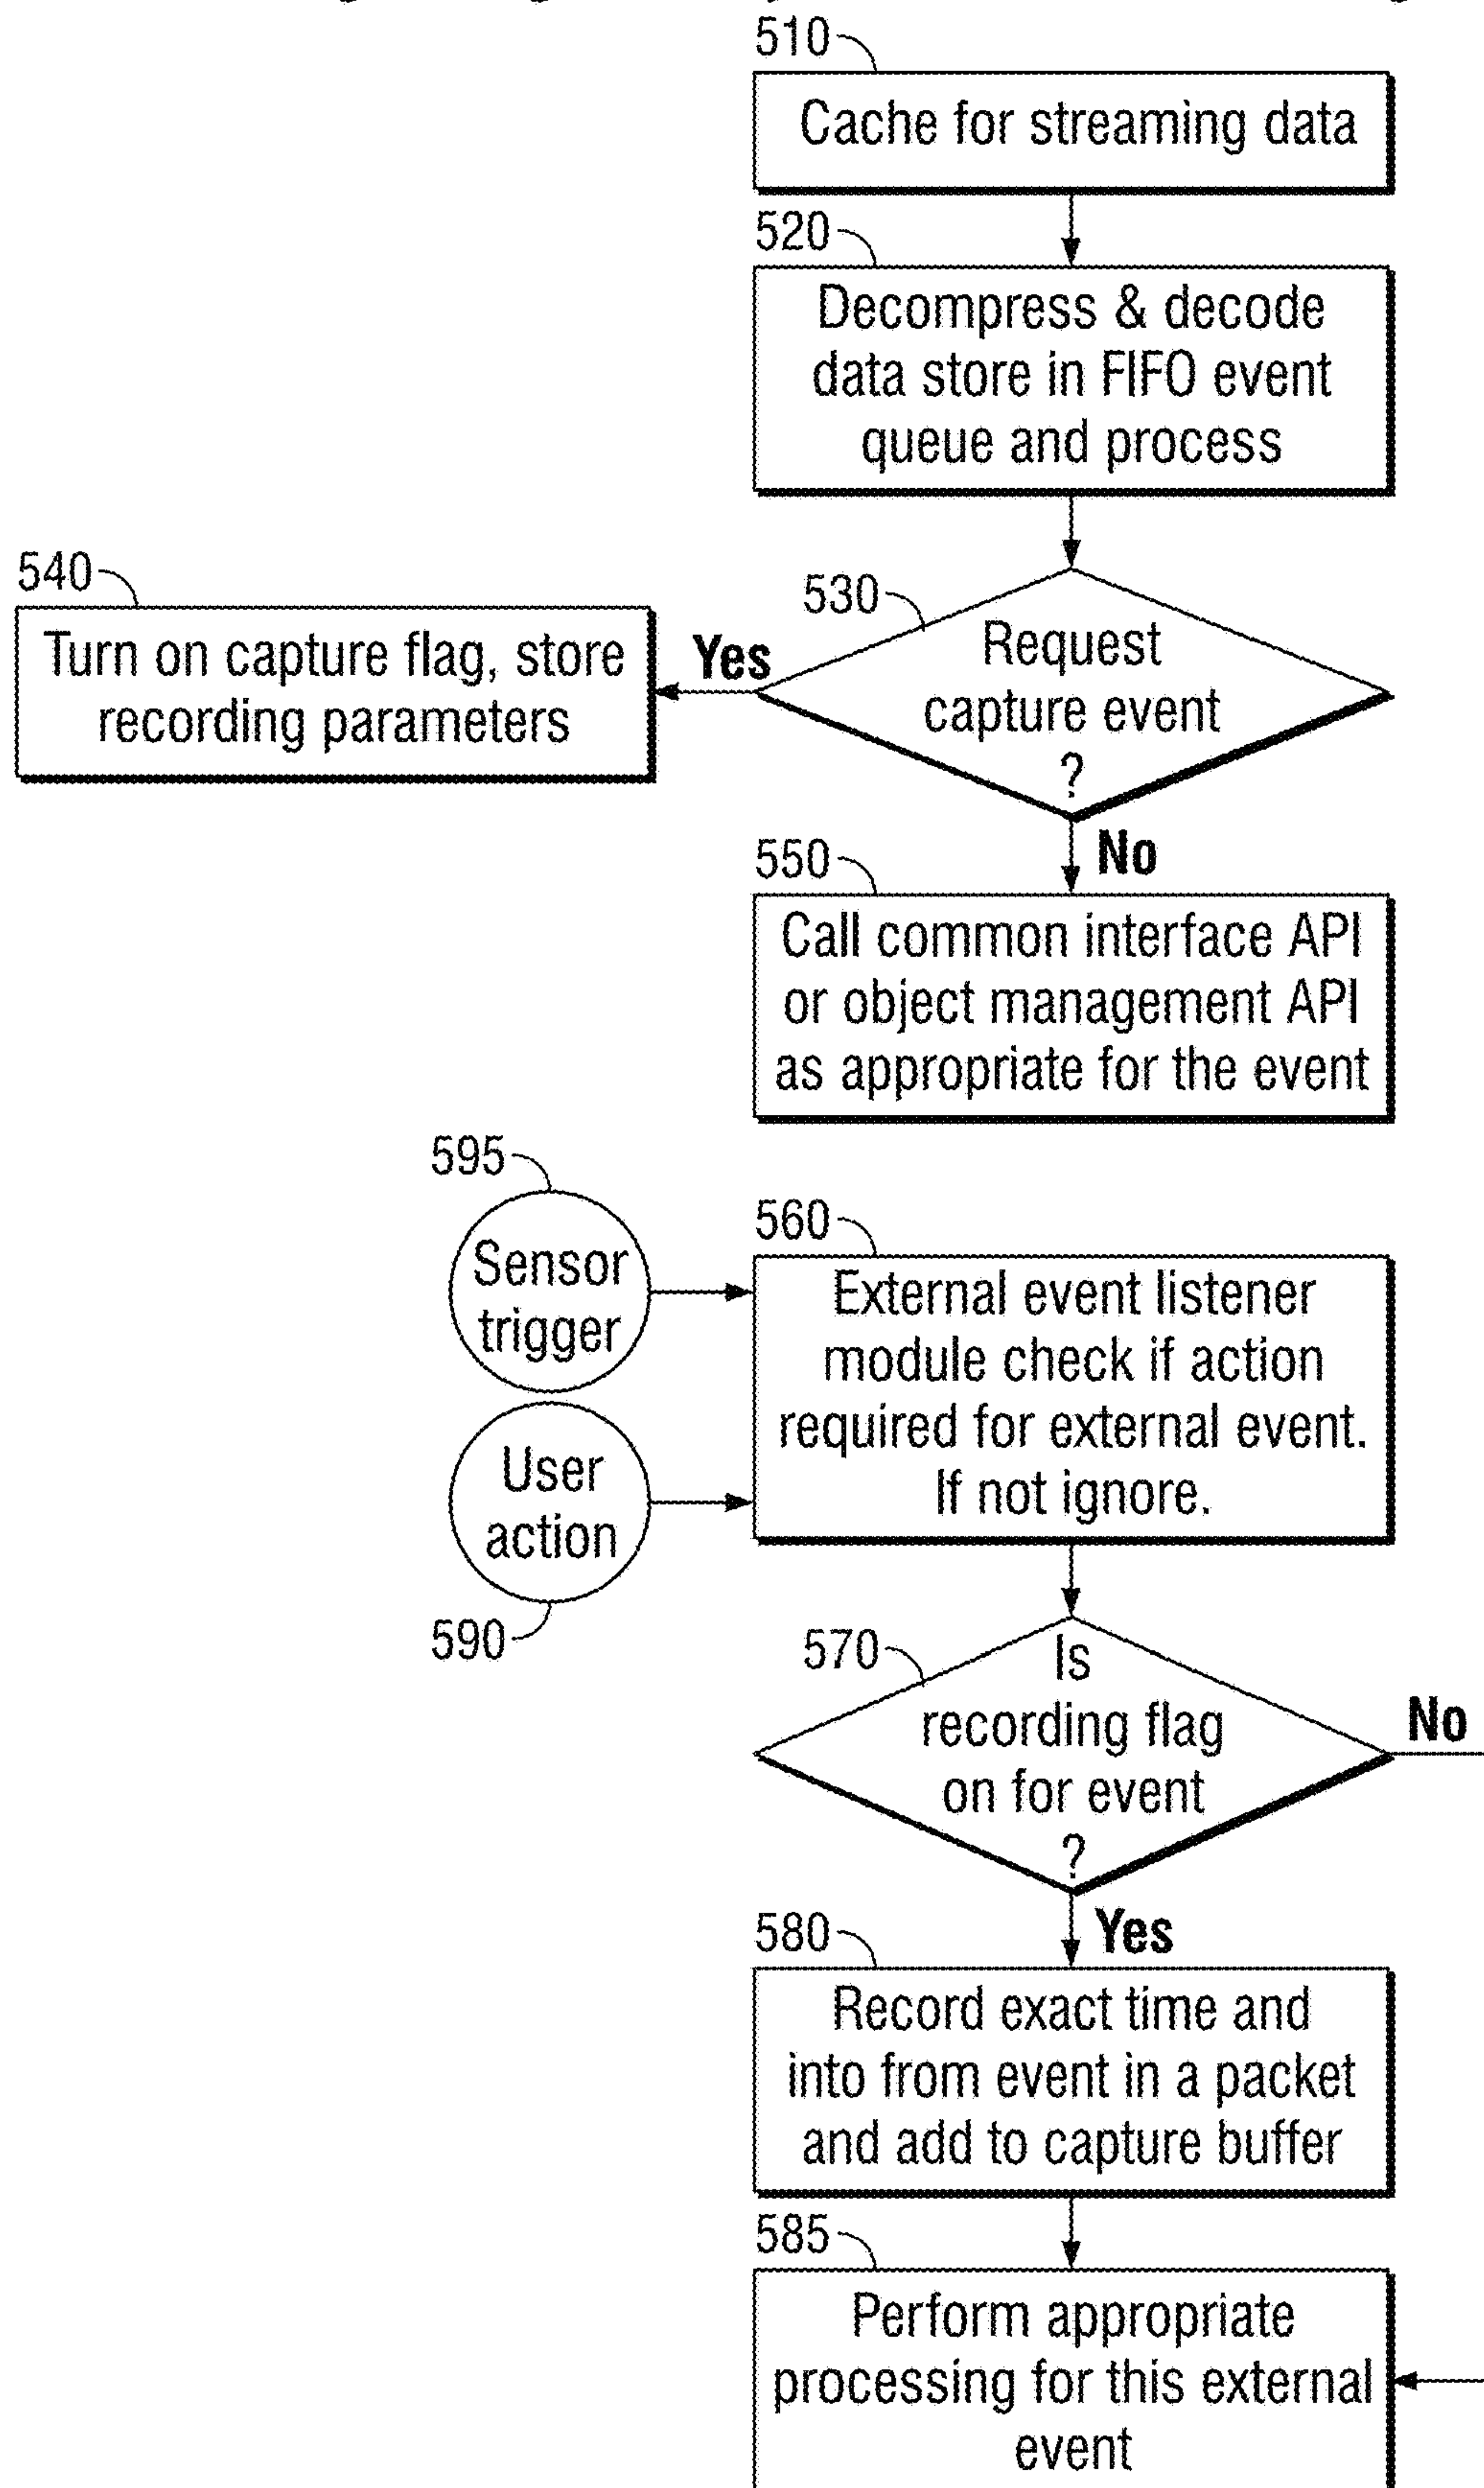 510
Cache for streaming data
520
Decompress & decode
data store in FIFO event
queue and process
540
Turn on capture flag, store
recording parameters
Yes
530
Request
capture event
?
No
550
Call common interface API
or object management API
as appropriate for the event
595
Sensor
trigger
User
action
590
560
External event listener
module check if action
required for external event.
If not ignore.
570
Is
recording flag
on for event
?
No
Yes
580
Record exact time and
into from event in a packet
and add to capture buffer
585
Perform appropriate
processing for this external
event